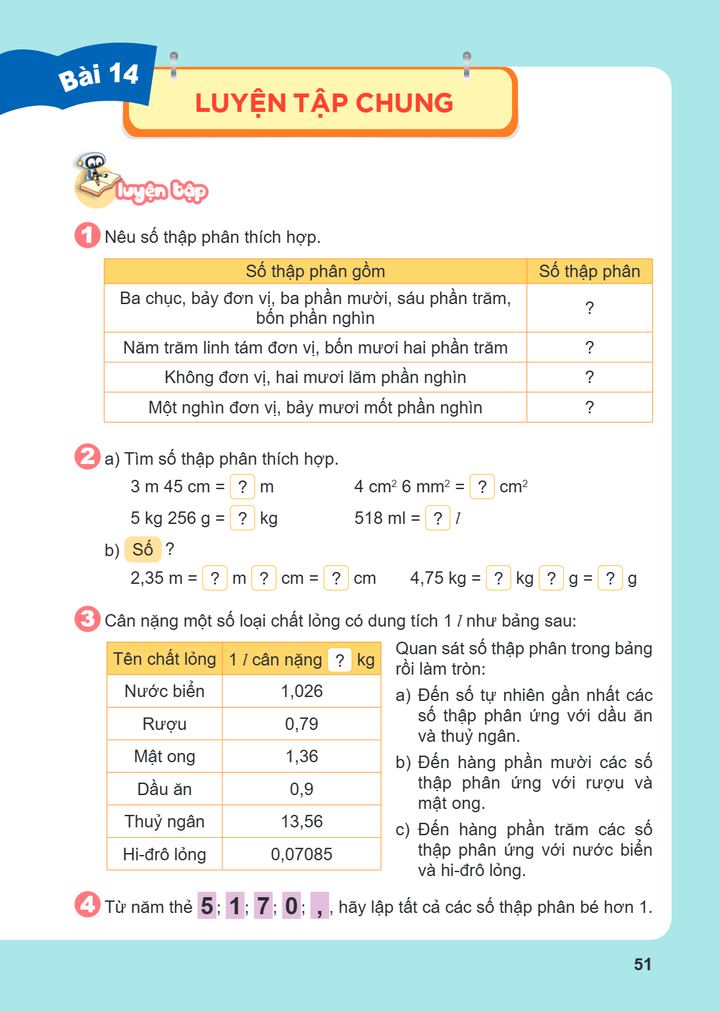 Bài 14
LUYỆN TẬP CHUNG
luyện tập
1 Nêu số thập phân thích hợp.
Số thập phân gồm Số thập phân
Ba chục, bảy đơn vị, ba phần mười, sáu phần trăm,
bốn phần nghìn ?
Năm trăm linh tám đơn vị, bốn mươi hai phần trăm ?
Không đơn vị, hai mươi lăm phần nghìn ?
Một nghìn đơn vị, bảy mươi mốt phần nghìn ?
2 a) Tìm số thập phân thích hợp.
3 m 45 cm = ? m 4 cm² 6 mm² = ? cm²
5 kg 256 g = ? kg 518 ml = ? l
b) Số ?
2,35 m = ? m ? cm = ? cm 4,75 kg = ? kg ? g = ? g
3 Cân nặng một số loại chất lỏng có dung tích 1 l như bảng sau:
Tên chất lỏng 1 l cân nặng ? kg
Nước biển 1,026
Rượu 0,79
Mật ong 1,36
Dầu ăn 0,9
Thuỷ ngân 13,56
Hi-đrô lỏng 0,07085
Quan sát số thập phân trong bảng
rồi làm tròn:
a) Đến số tự nhiên gần nhất các
số thập phân ứng với dầu ăn
và thuỷ ngân.
b) Đến hàng phần mười các số
thập phân ứng với rượu và
mật ong.
c) Đến hàng phần trăm các số
thập phân ứng với nước biển
và hi-đrô lỏng.
4 Từ năm thẻ 5; 1; 7; 0; , , hãy lập tất cả các số thập phân bé hơn 1.
51